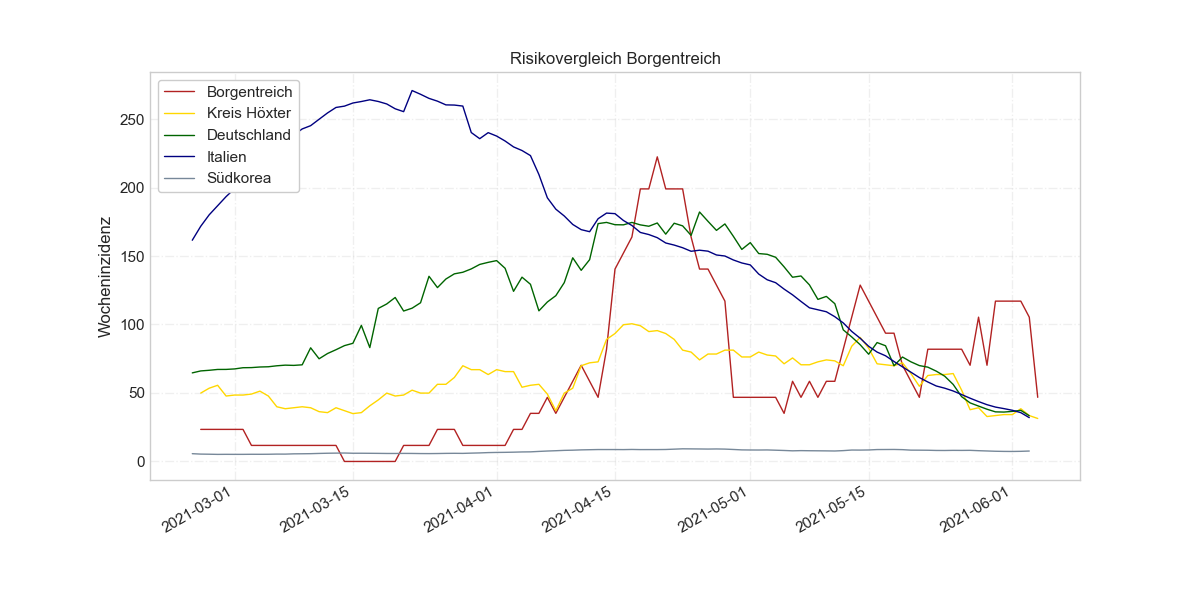 Risikovergleich Borgentreich
Borgentreich
Kreis Höxter
Deutschland
Italien
Südkorea
Wocheninzidenz
250
200
150
100
50
0
2021-03-01
2021-03-15
2021-04-01
2021-04-15
2021-05-01
2021-05-15
2021-06-01